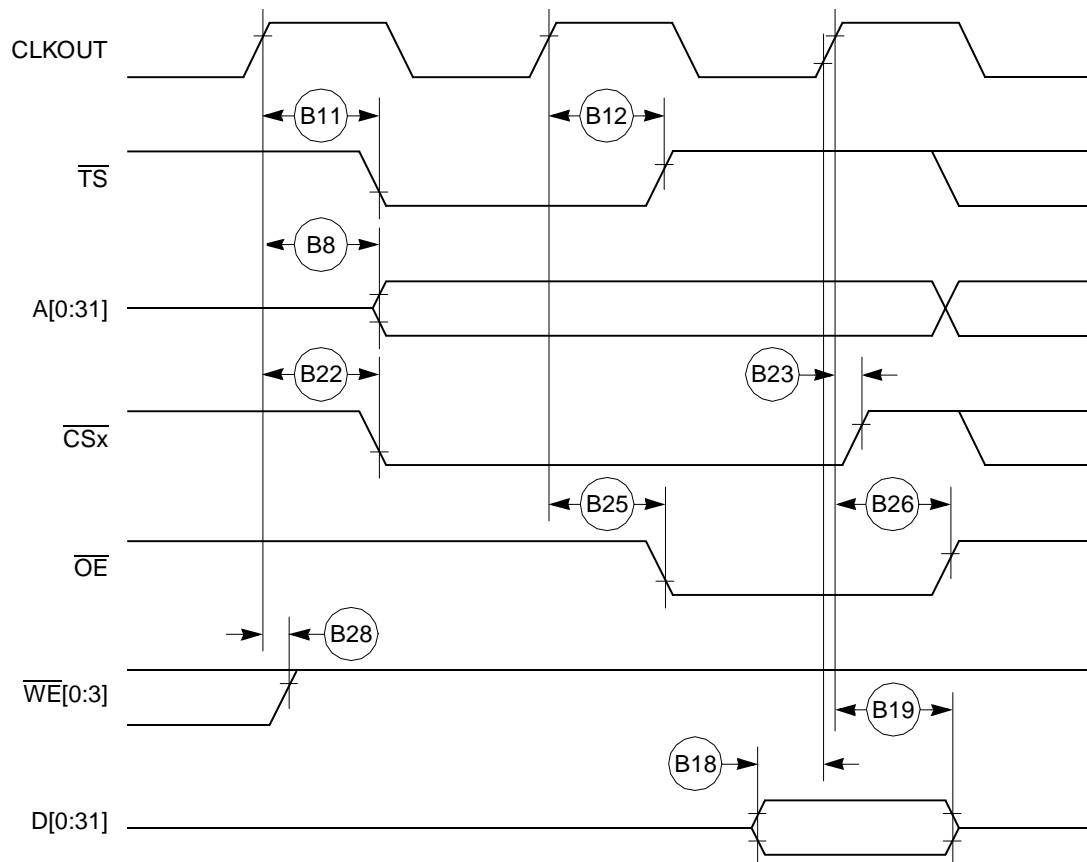 CLKOUT
B11
B12
TS
B8
A[0:31]
B22
B23
CSx
B25
B26
OE
B28
WE[0:3]
B19
B18
D[0:31]